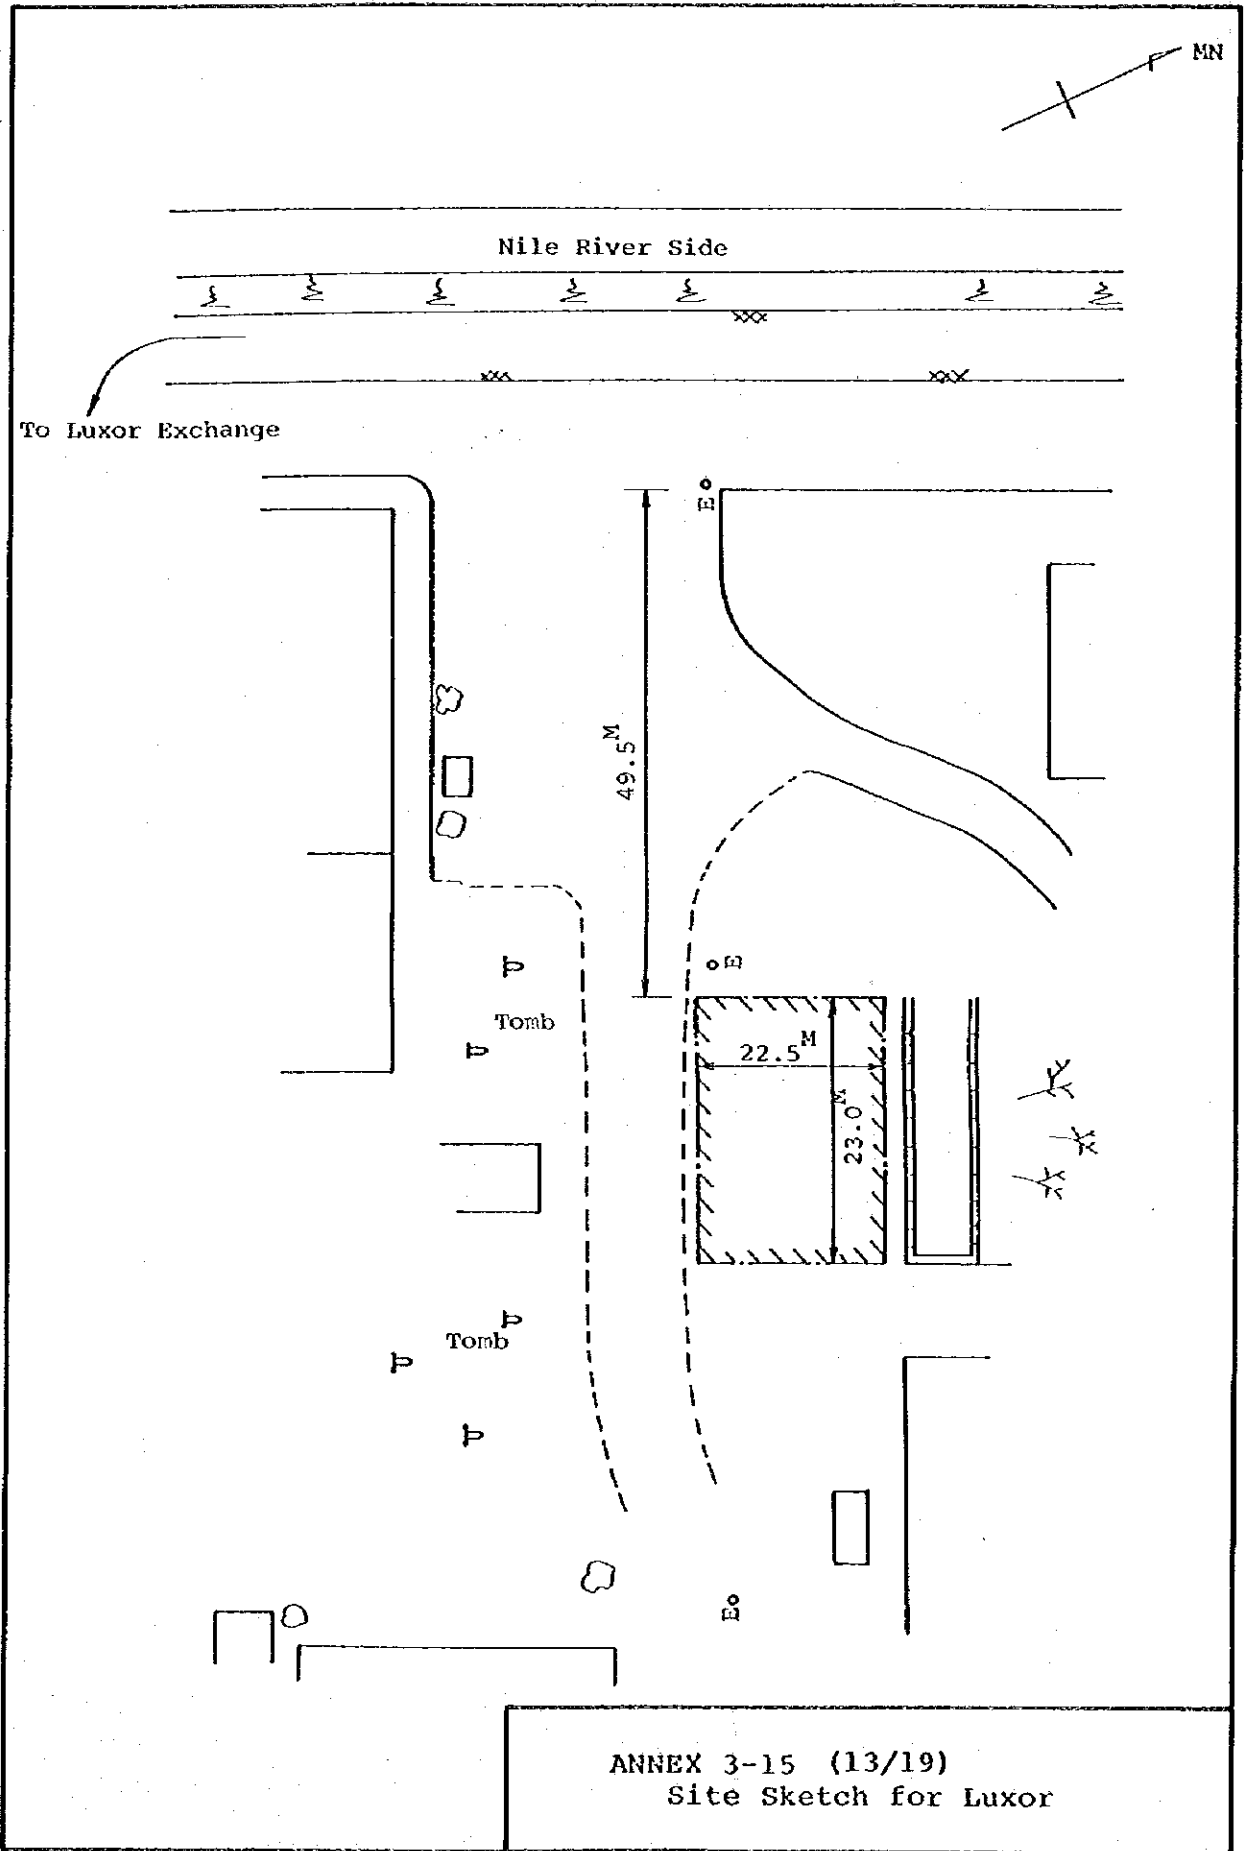 MN
Nile River Side
To Luxor Exchange
E
49.5M
E
Tomb
22.5M
23.0M
Tomb
E
ANNEX 3-15 (13/19)
Site Sketch for Luxor